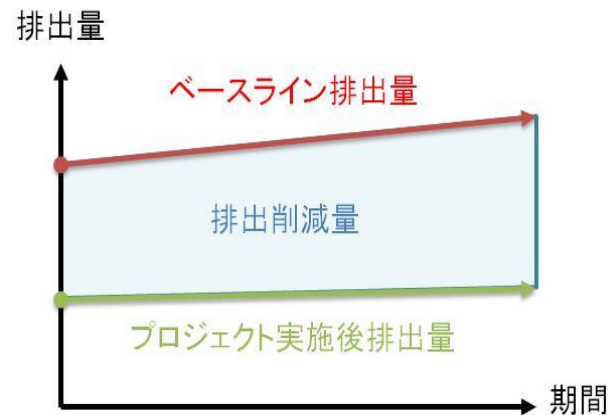 排出量
ベースライン排出量
排出削減量
プロジェクト実施後排出量
期間